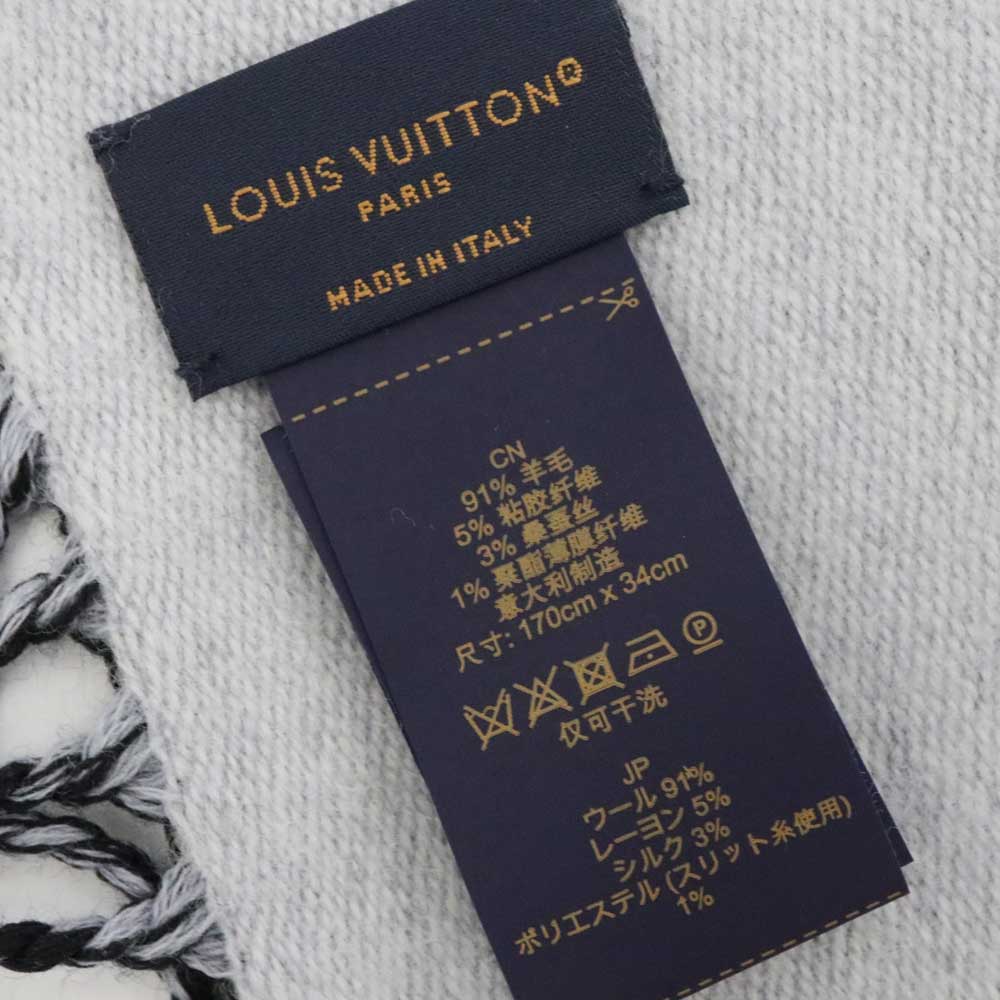 LOUIS VUITTON®
PARIS
MADE IN ITALY
CN
91% 羊毛
5% 粘胶纤维
3% 桑蚕丝
1% 聚酯薄膜纤维
意大利制造
尺寸: 170cm x 34cm
P
仅可干洗
JP
ウール 91%
レーヨン 5%
シルク 3%
ポリエステル (スリット糸使用)
1%